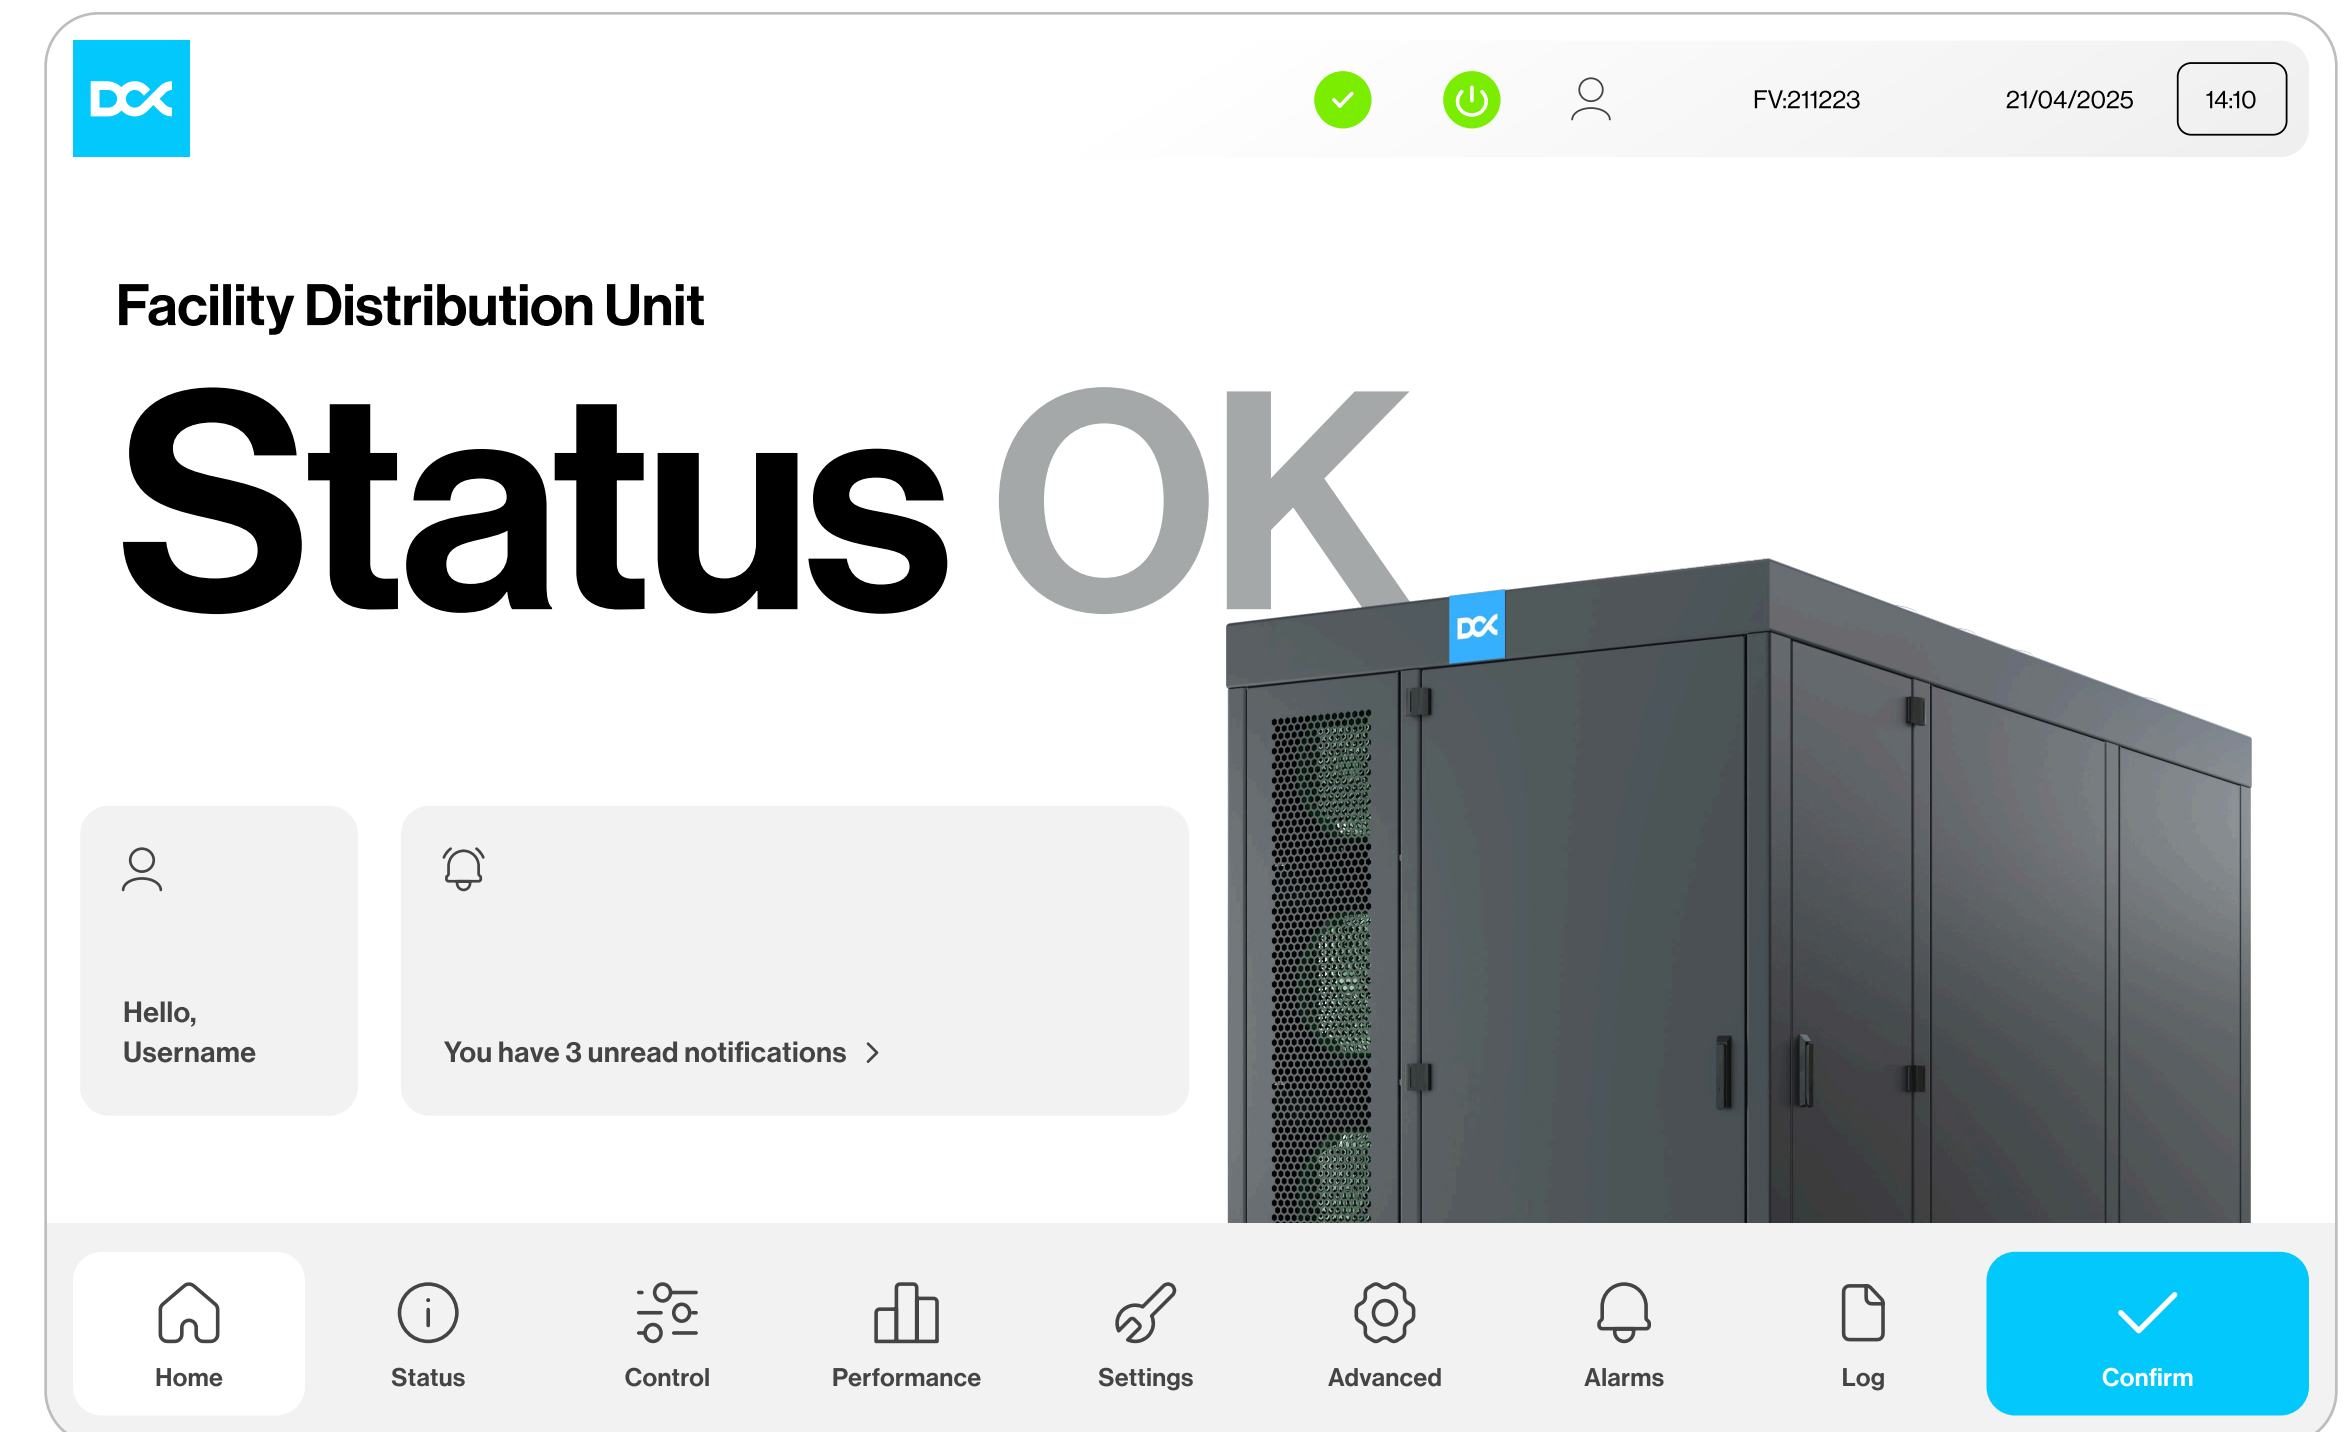 DCX
FV:211223
21/04/2025
14:10
Facility Distribution Unit
Status OK
DCX
Hello,
Username
You have 3 unread notifications
Home
Status
Control
Performance
Settings
Advanced
Alarms
Log
Confirm